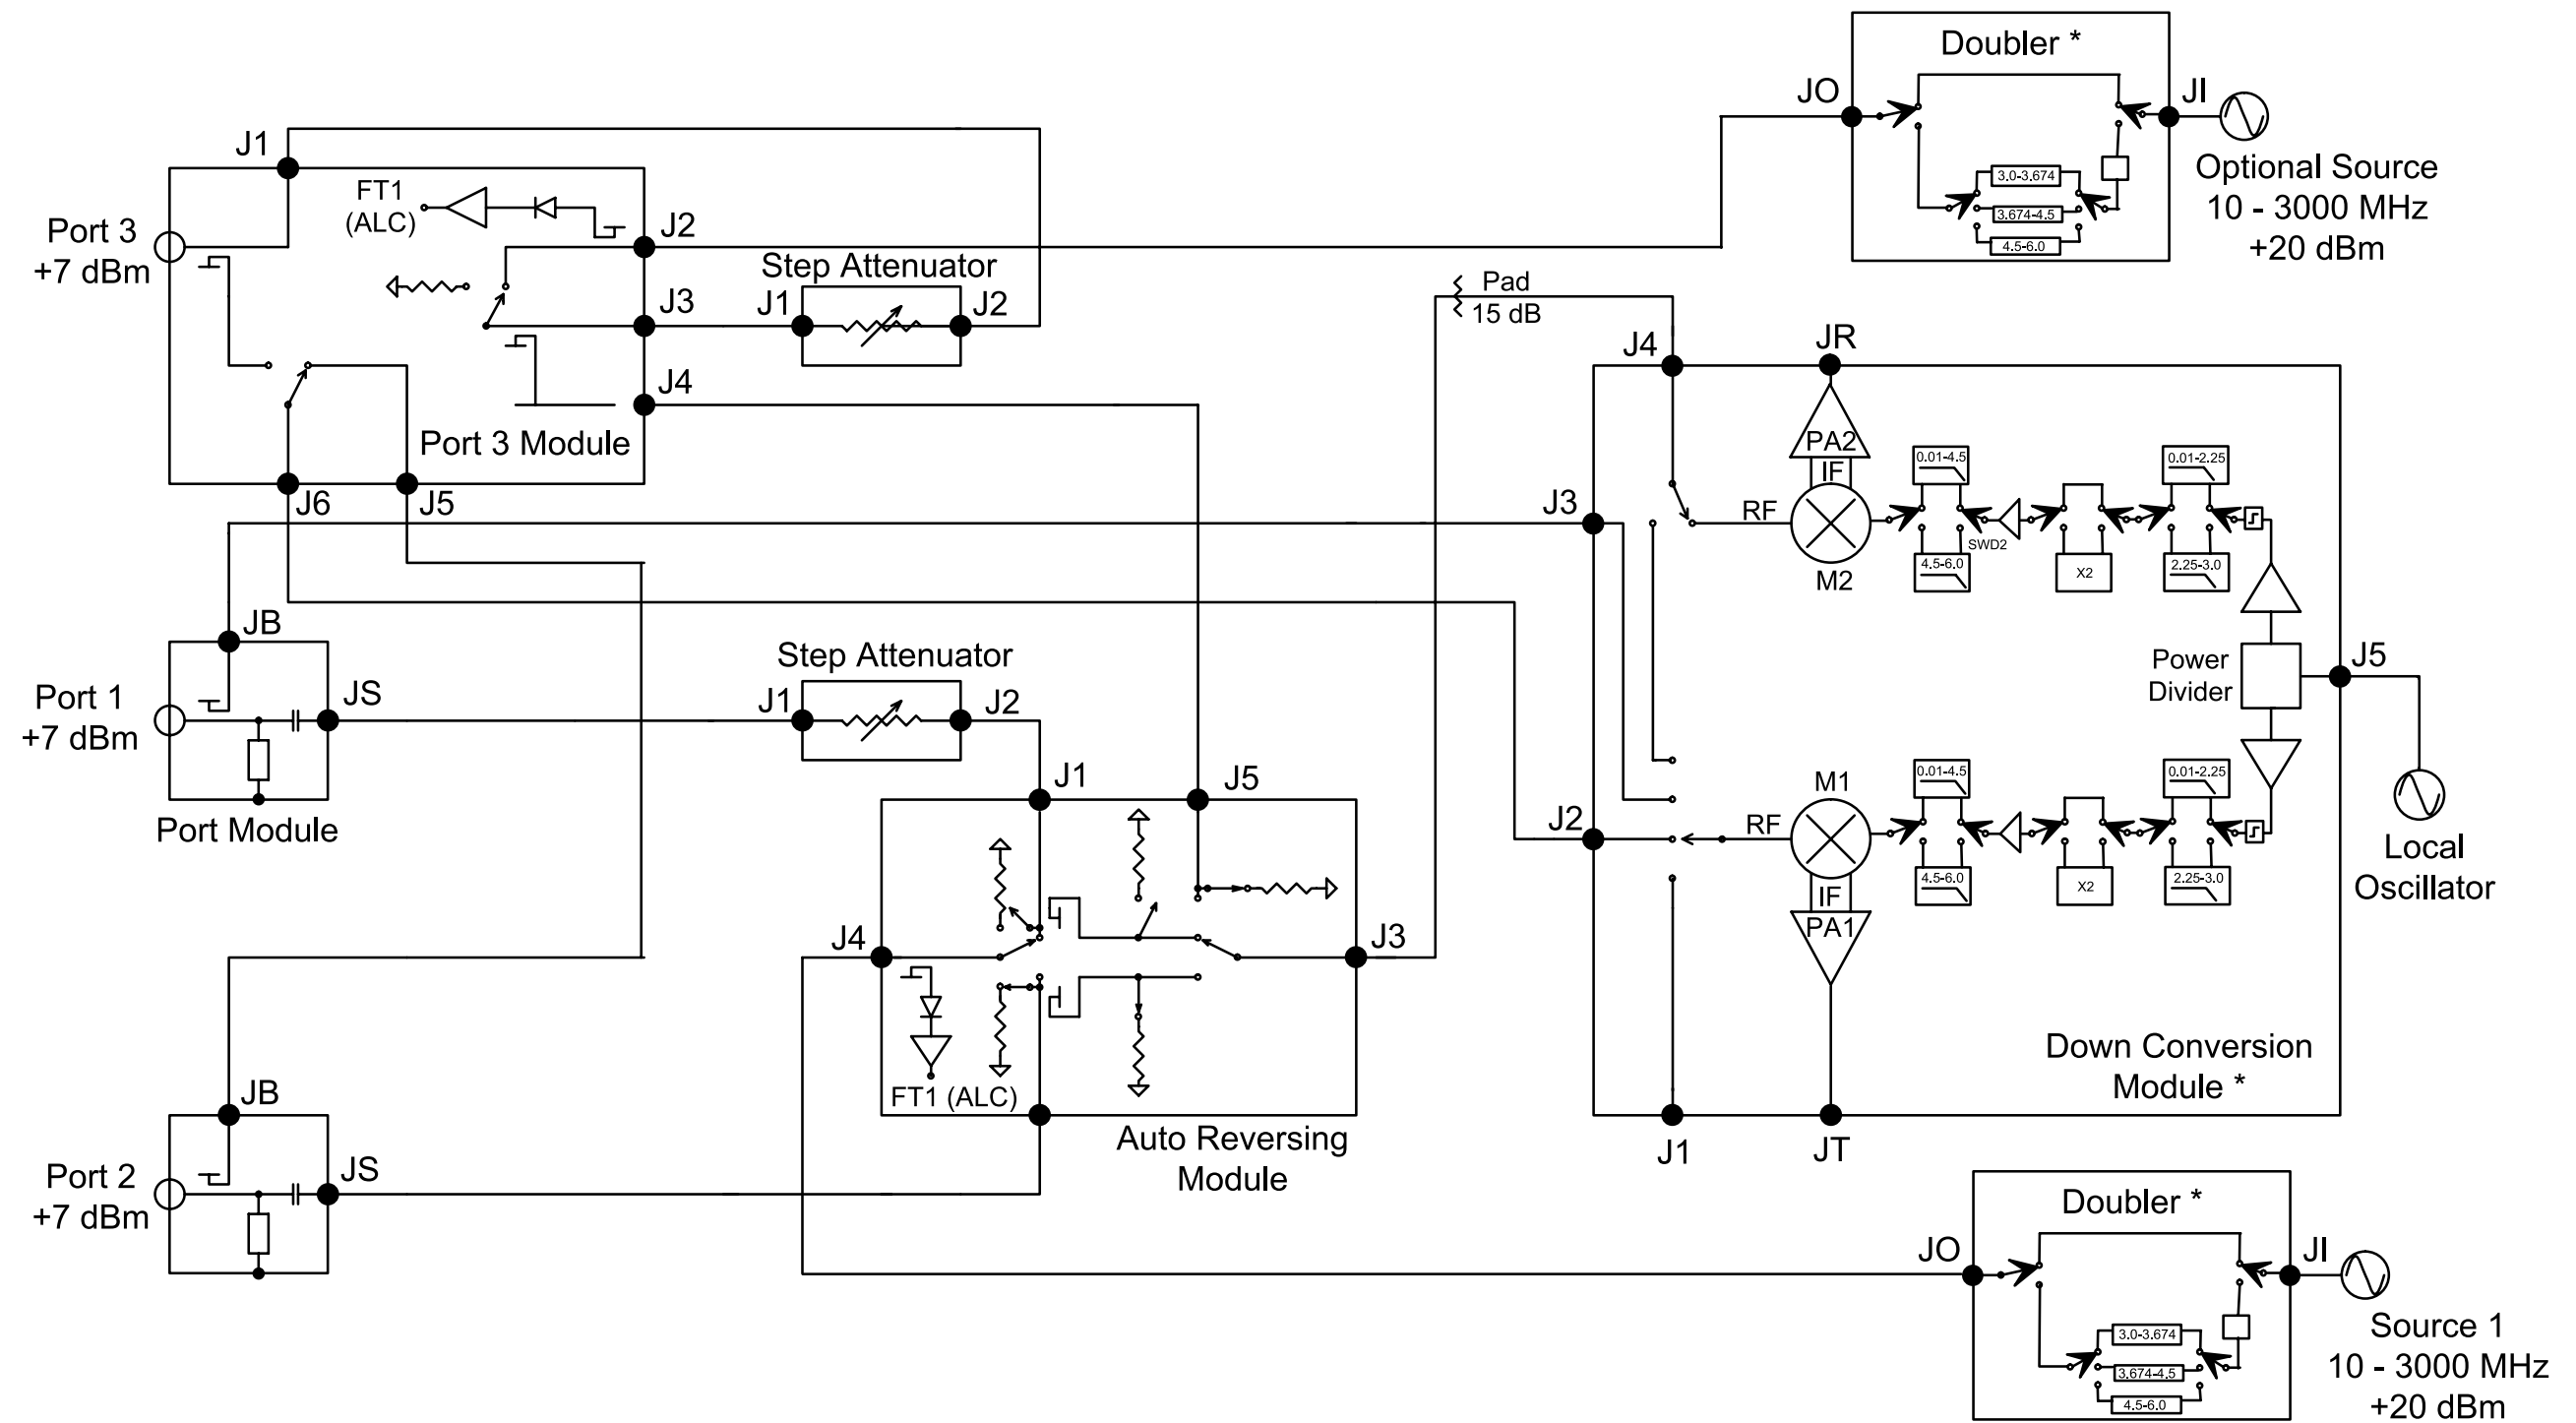 Doubler *
JO
JI
3.0-3.674
3.674-4.5
4.5-6.0
Optional Source
10 - 3000 MHz
+20 dBm
J1
FT1
(ALC)
Port 3
+7 dBm
J2
J3
J4
Port 3 Module
J6
J5
Step Attenuator
J1
J2
Pad
15 dB
J4
JR
PA2
IF
RF
M2
J3
0.01-4.5
4.5-6.0
SWD2
X2
0.01-2.25
2.25-3.0
Power
Divider
J5
Local
Oscillator
JB
Port 1
+7 dBm
JS
Port Module
Step Attenuator
J1
J2
J1
J5
J4
J3
FT1 (ALC)
Auto Reversing
Module
J2
RF
M1
IF
PA1
0.01-4.5
4.5-6.0
X2
0.01-2.25
2.25-3.0
Down Conversion
Module *
J1
JT
JB
Port 2
+7 dBm
JS
Doubler *
JO
JI
3.0-3.674
3.674-4.5
4.5-6.0
Source 1
10 - 3000 MHz
+20 dBm